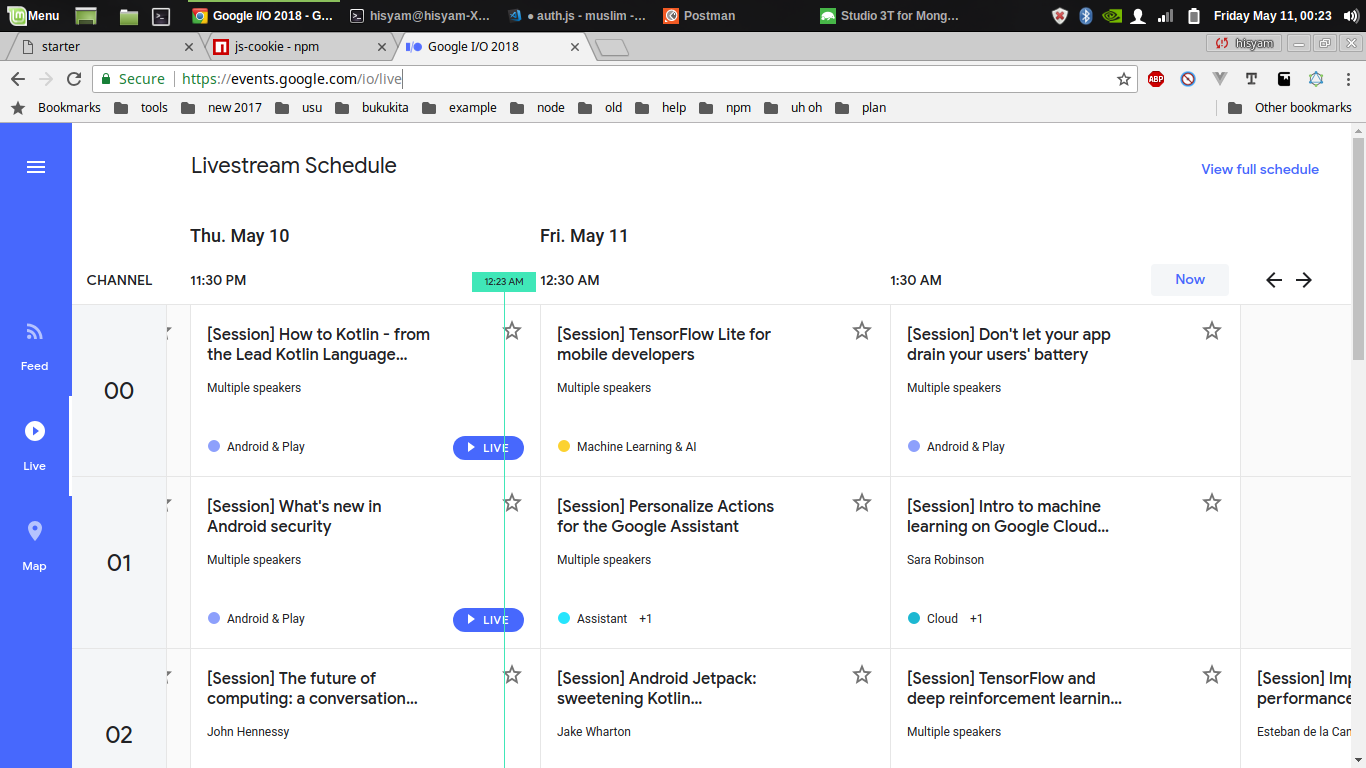 Menu
Google I/O 2018 - G...
hisyam@hisyam-X...
● auth.js - muslim -...
Postman
Studio 3T for Mong...
Friday May 11, 00:23
starter
js-cookie - npm
Google I/O 2018
hisyam
Secure
https://events.google.com/io/live
ABP
Bookmarks
tools
new 2017
usu
bukukita
example
node
old
help
npm
uh oh
plan
Other bookmarks
Livestream Schedule
View full schedule
Thu. May 10
Fri. May 11
CHANNEL
11:30 PM
12:23 AM
12:30 AM
1:30 AM
Now
Feed
Live
Map
00
[Session] How to Kotlin - from
the Lead Kotlin Language...
Multiple speakers
Android & Play
LIVE
[Session] TensorFlow Lite for
mobile developers
Multiple speakers
Machine Learning & AI
[Session] Don't let your app
drain your users' battery
Multiple speakers
Android & Play
01
[Session] What's new in
Android security
Multiple speakers
Android & Play
LIVE
[Session] Personalize Actions
for the Google Assistant
Multiple speakers
Assistant +1
[Session] Intro to machine
learning on Google Cloud...
Sara Robinson
Cloud +1
02
[Session] The future of
computing: a conversation...
John Hennessy
[Session] Android Jetpack:
sweetening Kotlin...
Jake Wharton
[Session] TensorFlow and
deep reinforcement learnin...
Multiple speakers
[Session] Imp
performance
Esteban de la Can